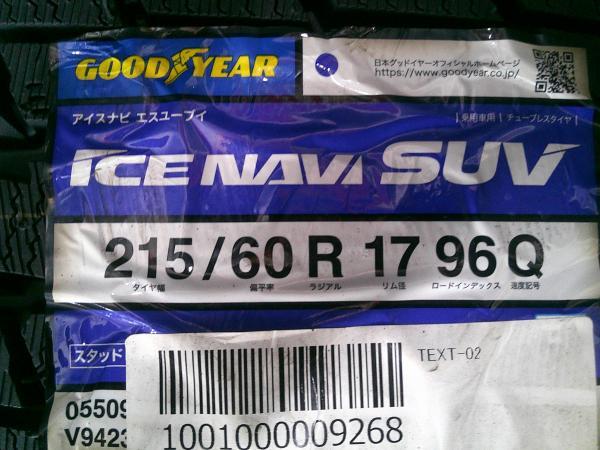 GOODYEAR
日本グッドイヤーオフィシャルホームページ
https://www.goodyear.co.jp/
アイスナビ エスユーブイ
乗用車用 チューブレスタイヤ
ICE NAVI SUV
215/60 R 17 96 Q
タイヤ幅 偏平率 ラジアル リム径 ロードインデックス 速度記号
スタッド
TEXT-02
0550
V942
1001000009268